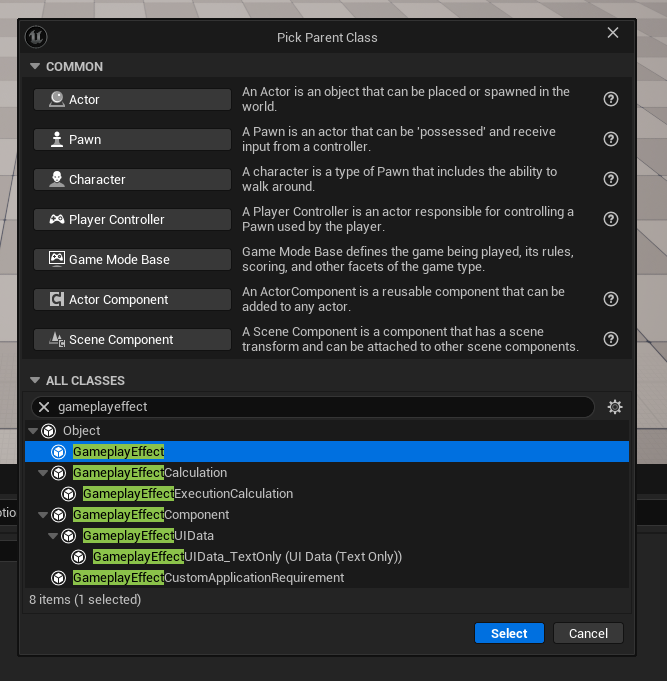 Pick Parent Class
COMMON
Actor
An Actor is an object that can be placed or spawned in the
world.
Pawn
A Pawn is an actor that can be 'possessed' and receive
input from a controller.
Character
A character is a type of Pawn that includes the ability to
walk around.
Player Controller
A Player Controller is an actor responsible for controlling a
Pawn used by the player.
Game Mode Base
Game Mode Base defines the game being played, its rules,
scoring, and other facets of the game type.
Actor Component
An ActorComponent is a reusable component that can be
added to any actor.
Scene Component
A Scene Component is a component that has a scene
transform and can be attached to other scene components.
ALL CLASSES
gameplayeffect
Object
GameplayEffect
GameplayEffectCalculation
GameplayEffectExecutionCalculation
GameplayEffectComponent
GameplayEffectUIData
GameplayEffectUIData_TextOnly (UI Data (Text Only))
GameplayEffectCustomApplicationRequirement
8 items (1 selected)
Select
Cancel